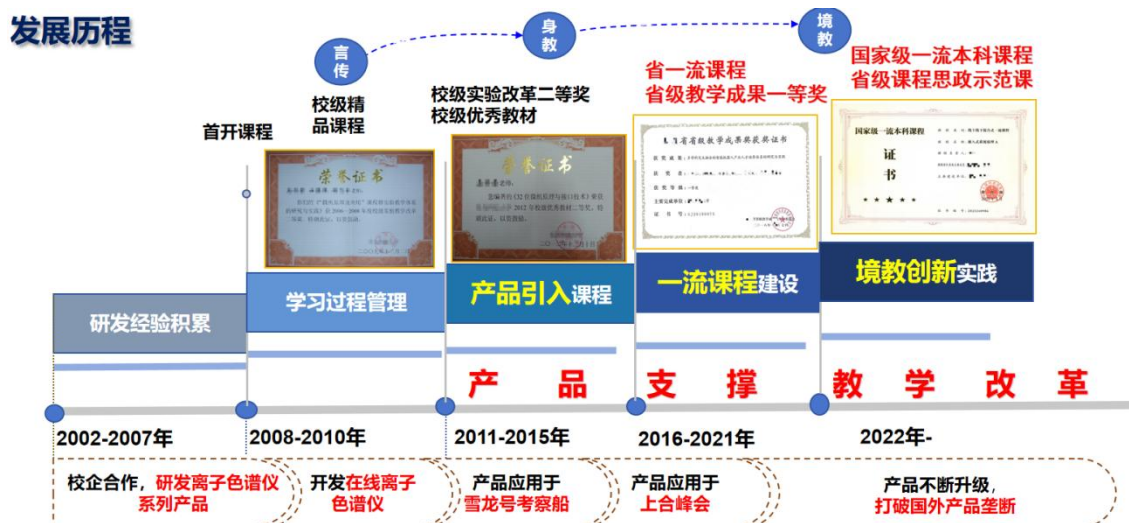 发展历程
言传
身教
境教
首开课程
校级精
品课程
校级实验改革二等奖
校级优秀教材
省一流课程
省级教学成果一等奖
国家级一流本科课程
省级课程思政示范课
荣誉证书
荣誉证书
省省级教学成果奖获奖证书
国家级一流本科课程
证
书
研发经验积累
学习过程管理
产品引入课程
一流课程建设
境教创新实践
产品支撑教学改革
2002-2007年
2008-2010年
2011-2015年
2016-2021年
2022年-
校企合作，研发离子色谱仪
系列产品
开发在线离子
色谱仪
产品应用于
雪龙号考察船
产品应用于
上合峰会
产品不断升级，
打破国外产品垄断